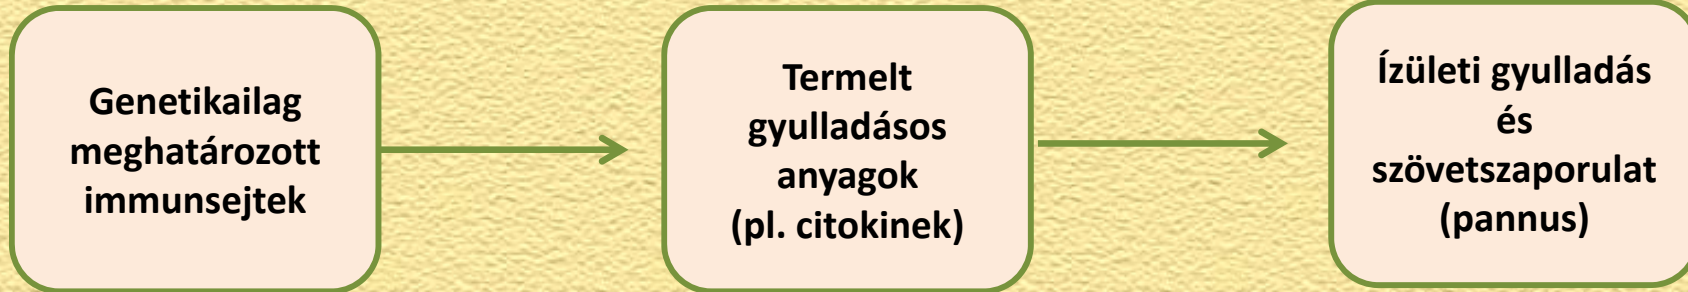 Genetikailag
meghatározott
immunsejtek
Termelt
gyulladásos
anyagok
(pl. citokinek)
Ízületi gyulladás
és
szövetszaporulat
(pannus)